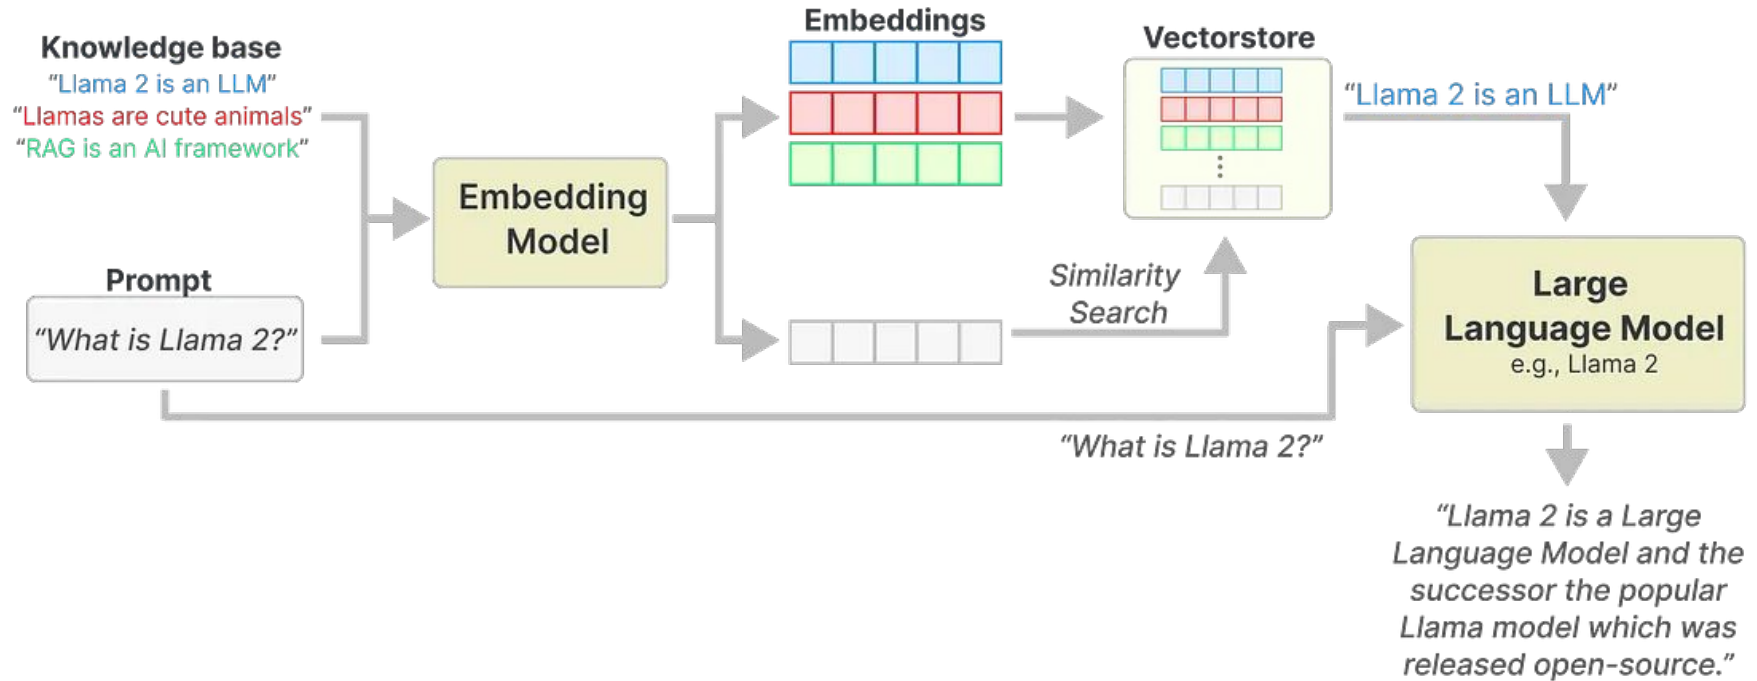 Knowledge base
“Llama 2 is an LLM”
“Llamas are cute animals”
“RAG is an AI framework”
Prompt
“What is Llama 2?”
Embedding
Model
Embeddings
Vectorstore
Similarity
Search
“Llama 2 is an LLM”
“What is Llama 2?”
Large
Language Model
e.g., Llama 2
“Llama 2 is a Large
Language Model and the
successor the popular
Llama model which was
released open-source.”